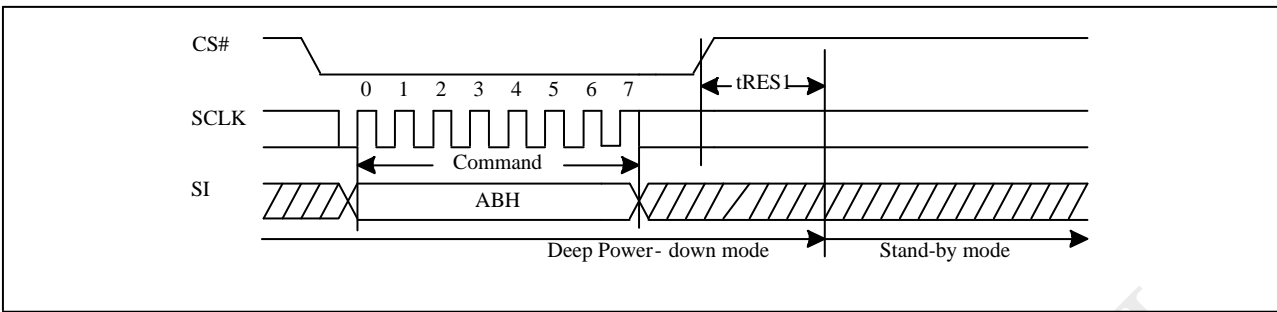 CS#
tRES1
0 1 2 3 4 5 6 7
SCLK
Command
SI
ABH
Deep Power- down mode
Stand-by mode